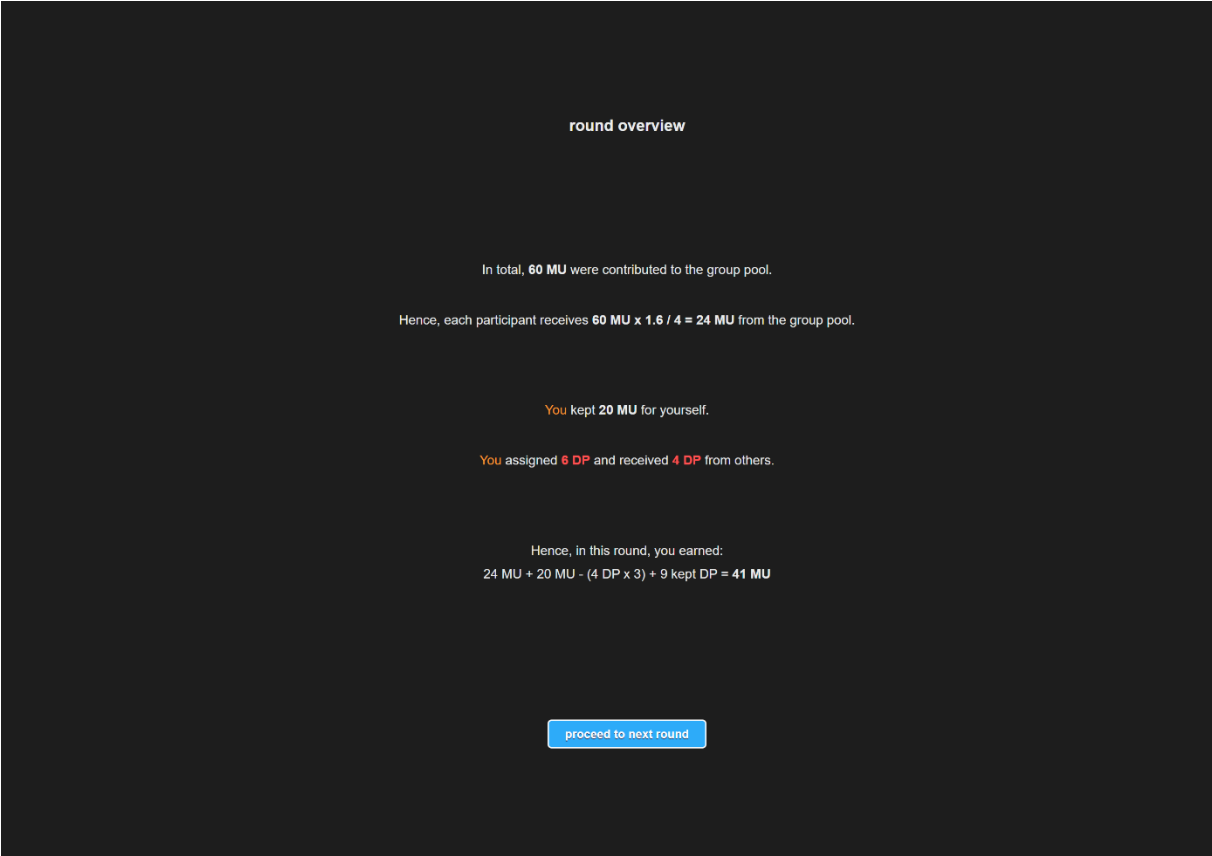 round overview
In total, 60 MU were contributed to the group pool.
Hence, each participant receives 60 MU x 1.6 / 4 = 24 MU from the group pool.
You kept 20 MU for yourself.
You assigned 6 DP and received 4 DP from others.
Hence, in this round, you earned:
24 MU + 20 MU - (4 DP x 3) + 9 kept DP = 41 MU
proceed to next round